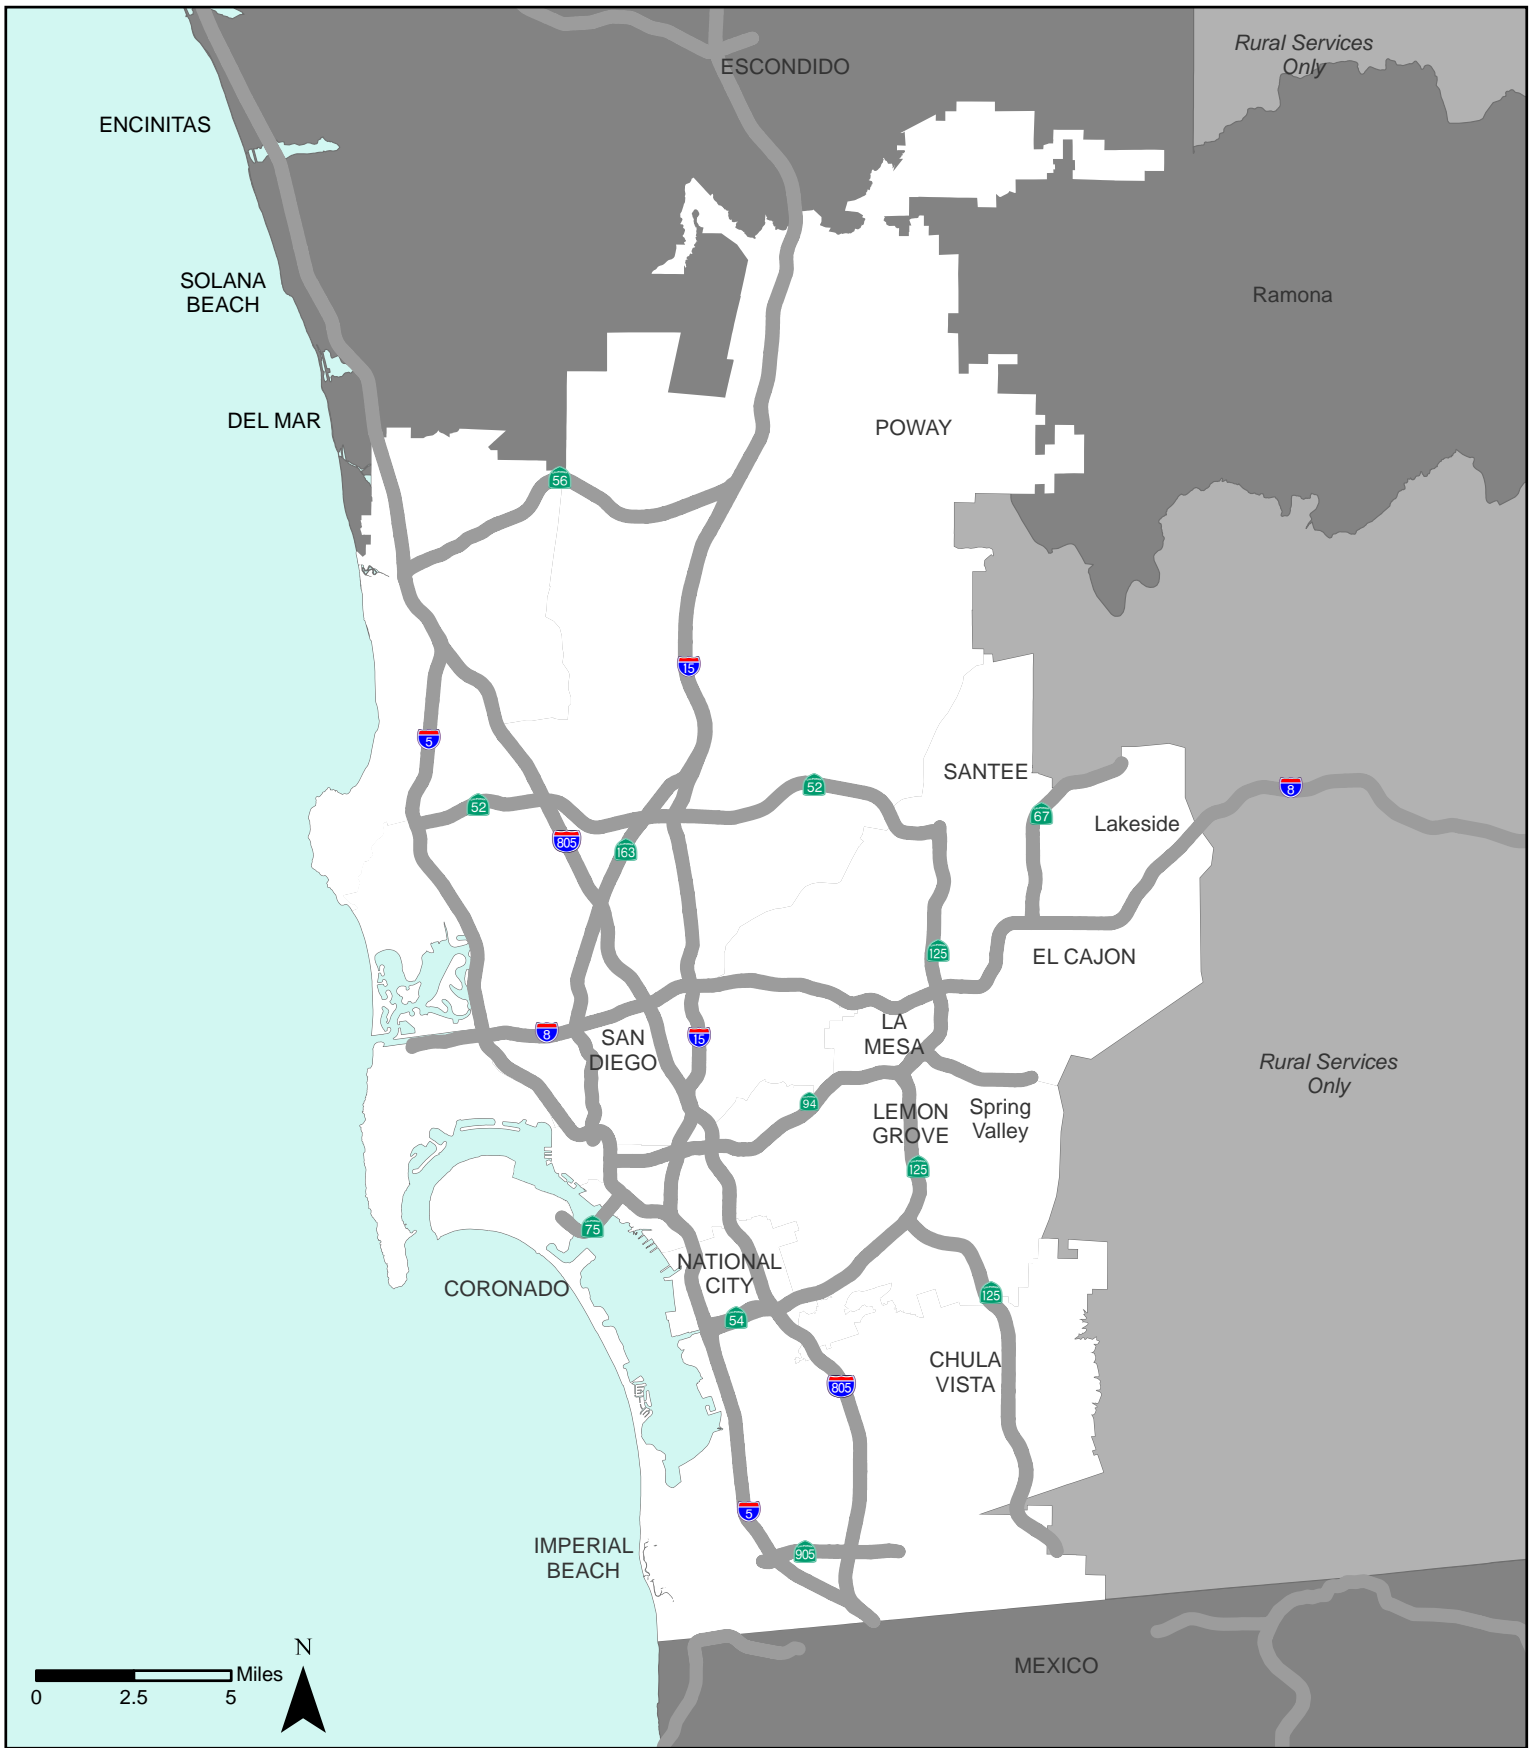 Rural Services
Only
ESCONDIDO
ENCINITAS
SOLANA
BEACH
Ramona
DEL MAR
POWAY
56
15
5
SANTEE
52
8
52
67
Lakeside
805
163
125
EL CAJON
8
SAN
DIEGO
15
LA
MESA
Rural Services
Only
94
LEMON
GROVE
Spring
Valley
125
75
NATIONAL
CITY
CORONADO
125
54
CHULA
VISTA
805
5
IMPERIAL
BEACH
905
N
MEXICO
Miles
0 2.5 5